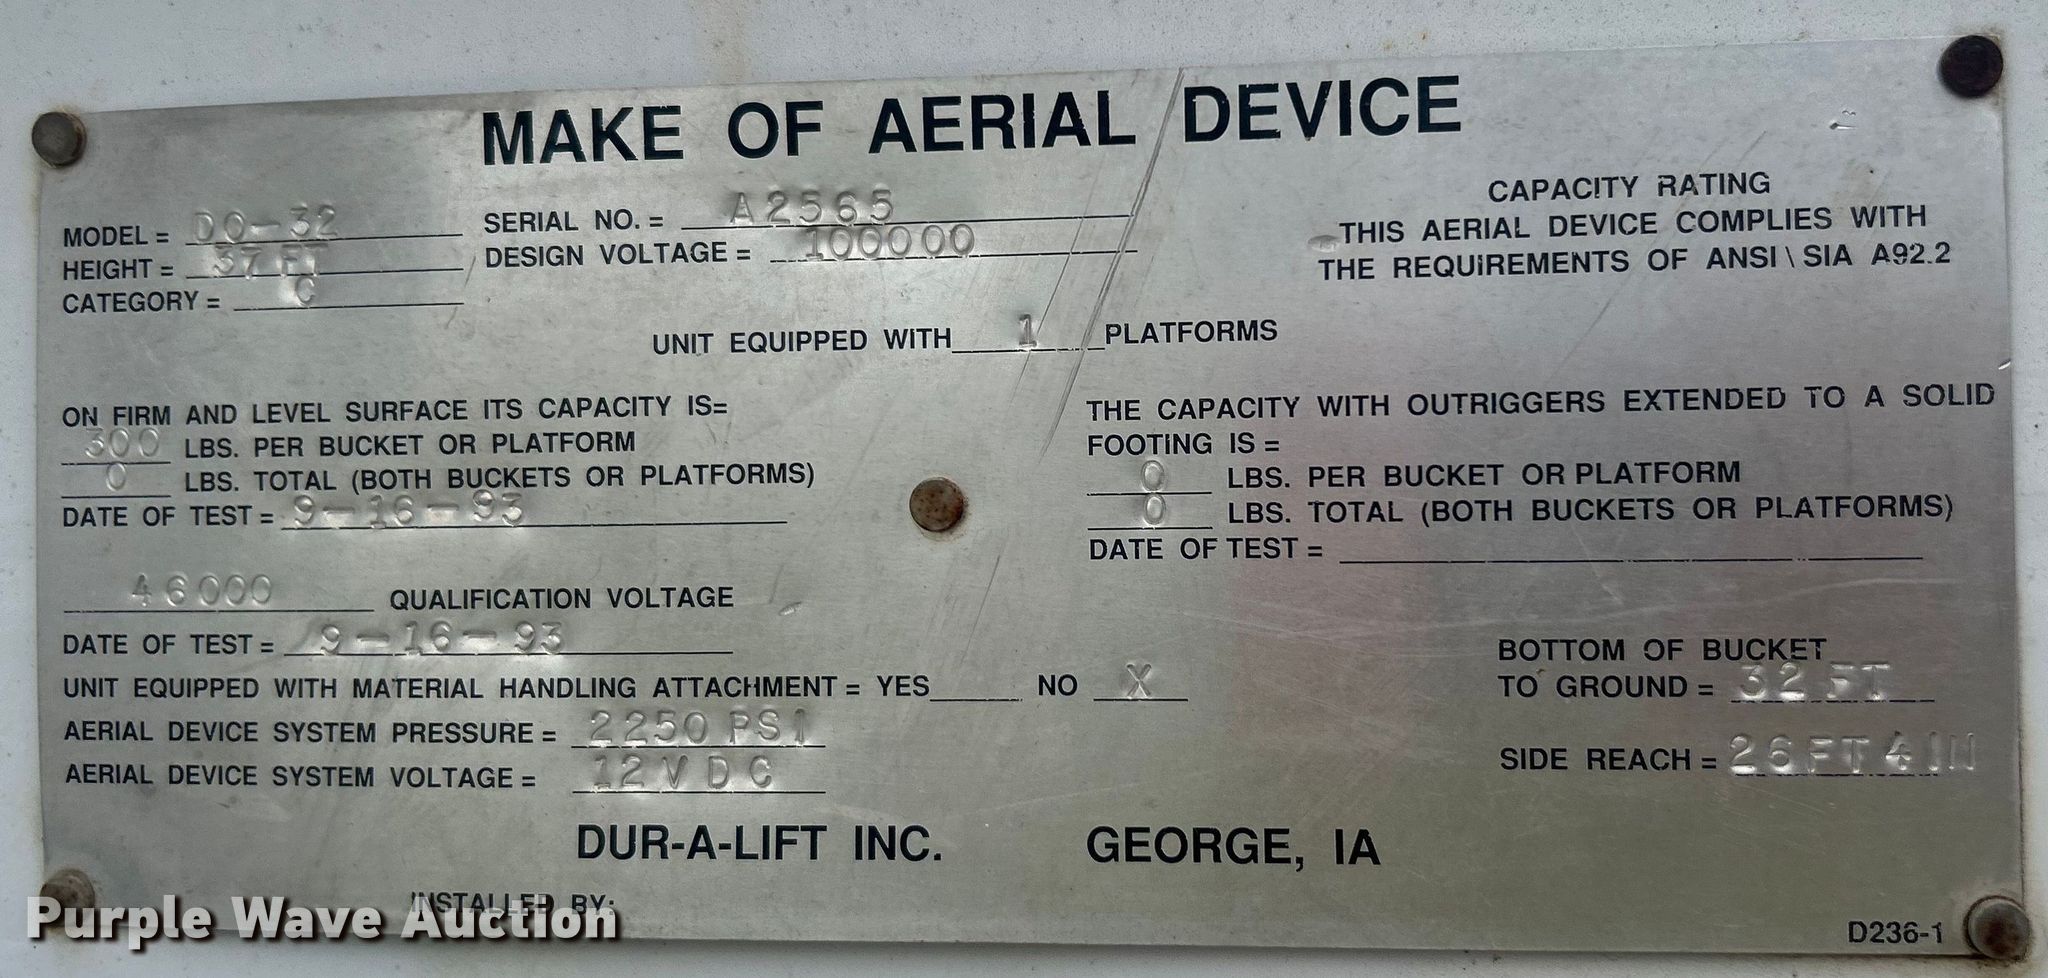 MAKE OF AERIAL DEVICE
MODEL = DO-32
HEIGHT = 37 FT
CATEGORY = C
SERIAL NO. = A2565
DESIGN VOLTAGE = 100000
CAPACITY RATING
THIS AERIAL DEVICE COMPLIES WITH
THE REQUIREMENTS OF ANSI \ SIA A92.2
UNIT EQUIPPED WITH 1 PLATFORMS
ON FIRM AND LEVEL SURFACE ITS CAPACITY IS=
300 LBS. PER BUCKET OR PLATFORM
0 LBS. TOTAL (BOTH BUCKETS OR PLATFORMS)
DATE OF TEST = 9-16-93
THE CAPACITY WITH OUTRIGGERS EXTENDED TO A SOLID
FOOTING IS =
0 LBS. PER BUCKET OR PLATFORM
0 LBS. TOTAL (BOTH BUCKETS OR PLATFORMS)
DATE OF TEST =
46000 QUALIFICATION VOLTAGE
DATE OF TEST = 9-16-93
UNIT EQUIPPED WITH MATERIAL HANDLING ATTACHMENT = YES NO X
AERIAL DEVICE SYSTEM PRESSURE = 2250 PSI
AERIAL DEVICE SYSTEM VOLTAGE = 12VDC
BOTTOM OF BUCKET
TO GROUND = 32 FT
SIDE REACH = 26FT 4IN
DUR-A-LIFT INC. GEORGE, IA
INSTALLED BY:
D236-1
Purple Wave Auction